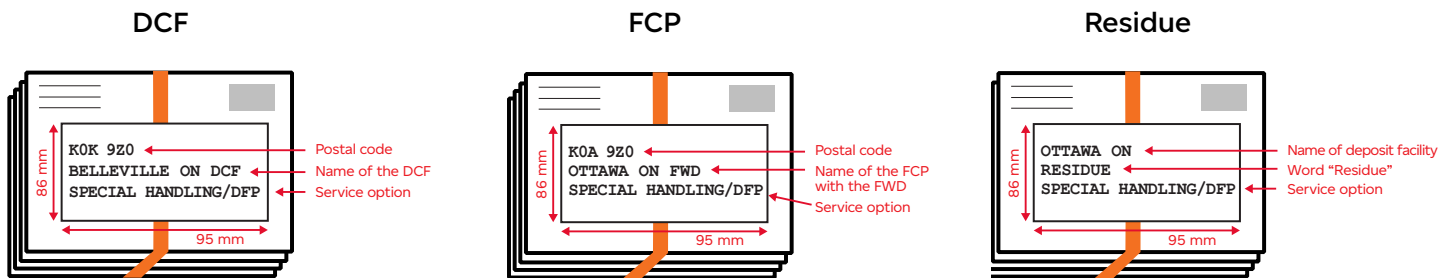 DCF
K0K 9Z0
BELLEVILLE ON DCF
SPECIAL HANDLING/DFP
Postal code
Name of the DCF
Service option
86 mm
95 mm
FCP
K0A 9Z0
OTTAWA ON FWD
SPECIAL HANDLING/DFP
Postal code
Name of the FCP
with the FWD
Service option
86 mm
95 mm
Residue
OTTAWA ON
RESIDUE
SPECIAL HANDLING/DFP
Name of deposit facility
Word “Residue”
Service option
86 mm
95 mm